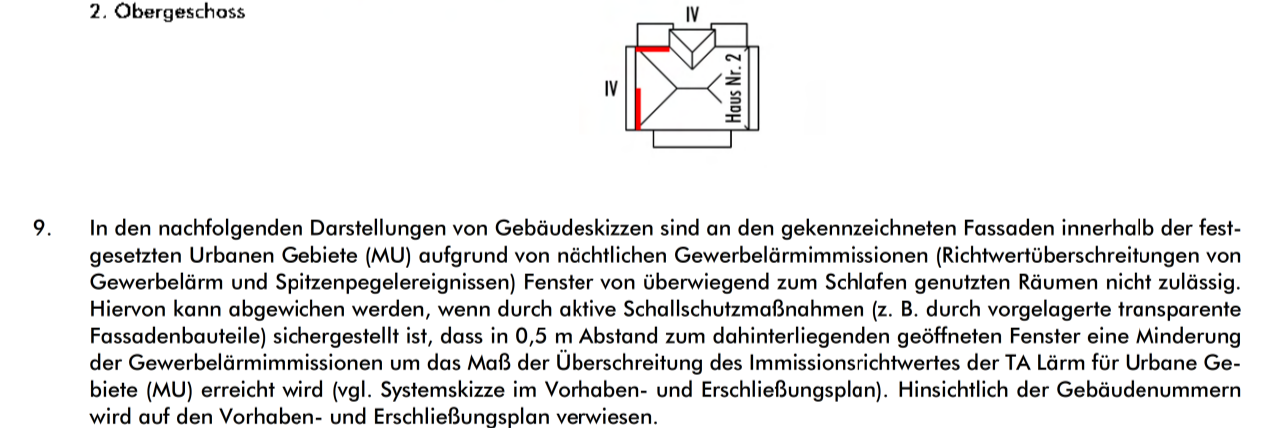 2. Obergeschoss
IV
IV
Haus Nr. 2
9. In den nachfolgenden Darstellungen von Gebäudeskizzen sind an den gekennzeichneten Fassaden innerhalb der fest-
gesetzten Urbanen Gebiete (MU) aufgrund von nächtlichen Gewerbelärmimmissionen (Richtwertüberschreitungen von
Gewerbelärm und Spitzenpegelereignissen) Fenster von überwiegend zum Schlafen genutzten Räumen nicht zulässig.
Hiervon kann abgewichen werden, wenn durch aktive Schallschutzmaßnahmen (z. B. durch vorgelagerte transparente
Fassadenbauteile) sichergestellt ist, dass in 0,5 m Abstand zum dahinterliegenden geöffneten Fenster eine Minderung
der Gewerbelärmimmissionen um das Maß der Überschreitung des Immissionsrichtwertes der TA Lärm für Urbane Ge-
biete (MU) erreicht wird (vgl. Systemskizze im Vorhaben- und Erschließungsplan). Hinsichtlich der Gebäudenummern
wird auf den Vorhaben- und Erschließungsplan verwiesen.